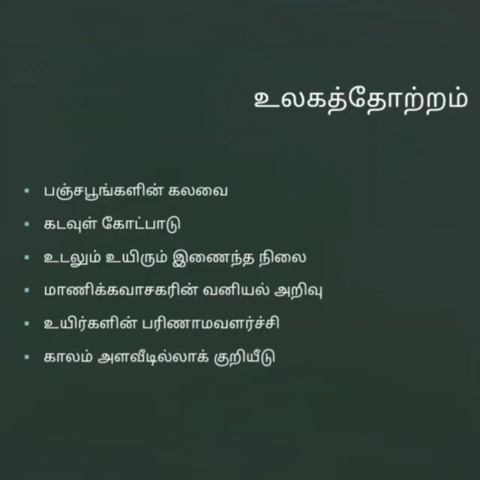 உலகத்தோற்றம்
▪ பஞ்சபூங்களின் கலவை
▪ கடவுள் கோட்பாடு
▪ உடலும் உயிரும் இணைந்த நிலை
▪ மாணிக்கவாசகரின் வனியல் அறிவு
▪ உயிர்களின் பரிணாமவளர்ச்சி
▪ காலம் அளவீடில்லாக் குறியீடு